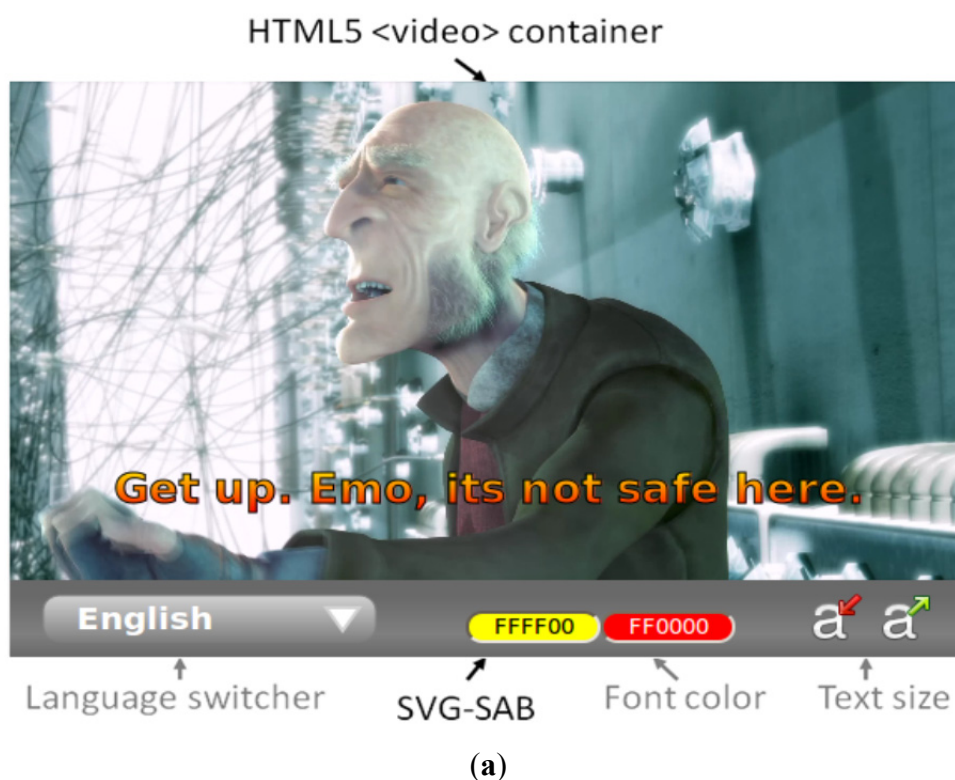 HTML5 <video> container
Get up. Emo, its not safe here.
English
FFFF00 FF0000 a a
Language switcher SVG-SAB Font color Text size
(a)